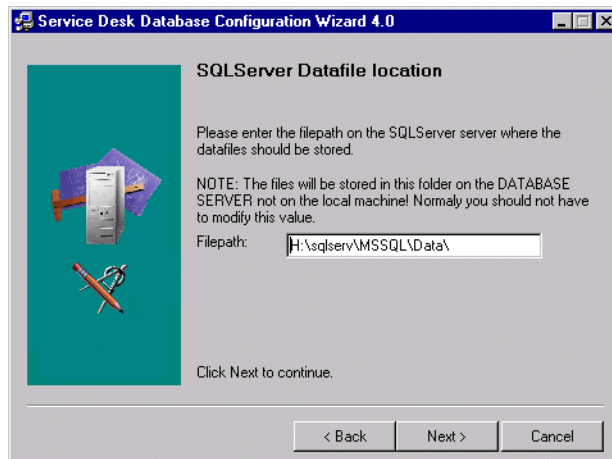 Service Desk Database Configuration Wizard 4.0
SQLServer Datafile location
Please enter the filepath on the SQLServer server where the
datafiles should be stored.
NOTE: The files will be stored in this folder on the DATABASE
SERVER not on the local machine! Normaly you should not have
to modify this value.
Filepath: H:\sqlserv\MSSQL\Data\
Click Next to continue.
< Back Next > Cancel